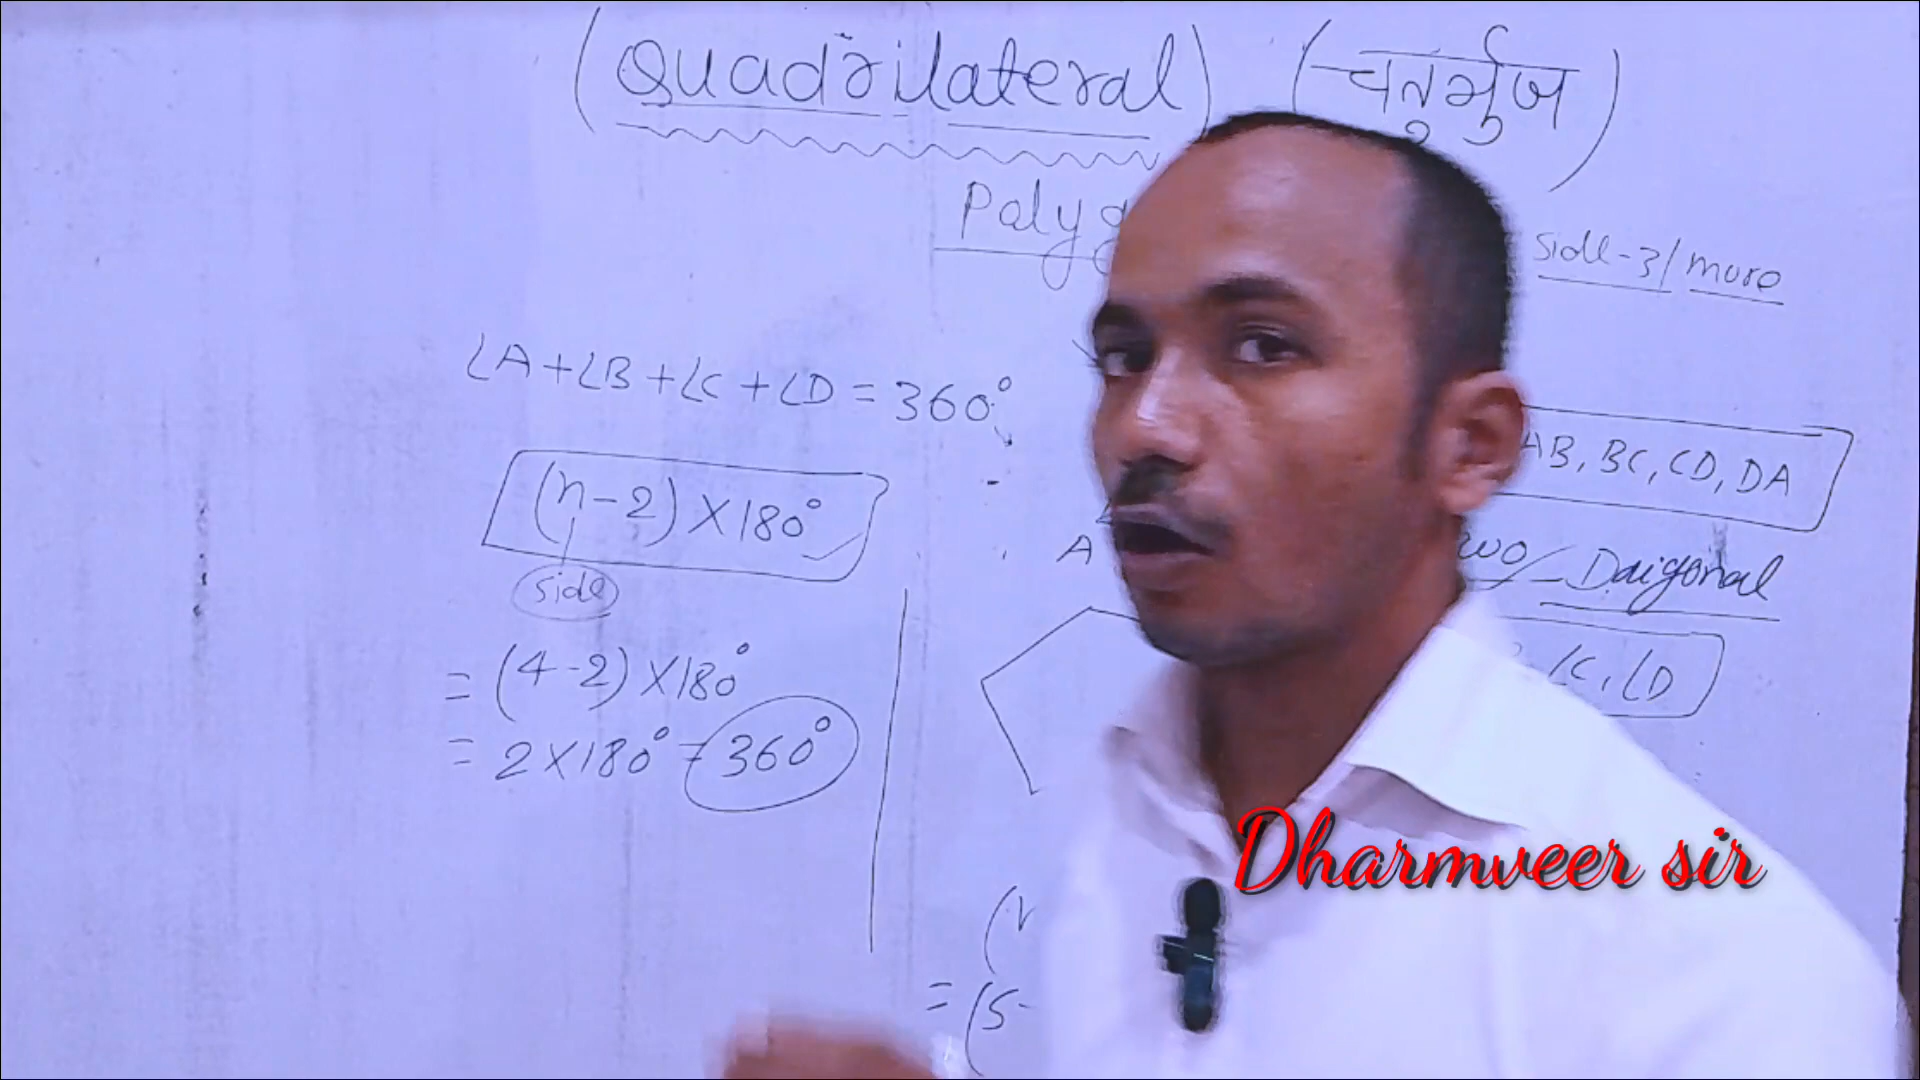 (Quadrilateral) (चतुर्भुज)
side-3/more
∠A+∠B+∠C+∠D=360°
AB, BC, CD, DA
(n-2)×180°
A
Daigonal
side
∠C, ∠D
=(4-2)×180°
=2×180°=360°
Dharmveer sir
=(5-